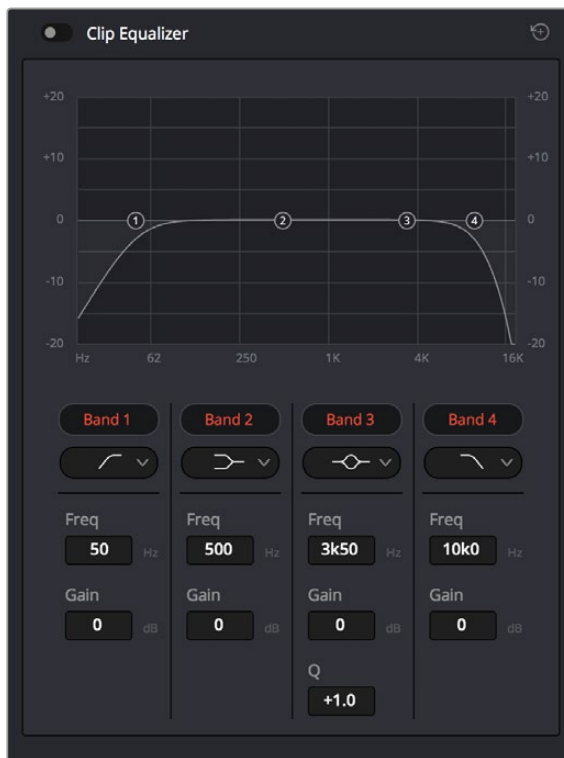 Clip Equalizer
+20 +20
+10 +10
0 1 2 3 4 0
-10 -10
-20 -20
Hz 62 250 1K 4K 16K
Band 1 Band 2 Band 3 Band 4
Freq Freq Freq Freq
50 Hz 500 Hz 3k50 Hz 10k0 Hz
Gain Gain Gain Gain
0 dB 0 dB 0 dB 0 dB
Q
+1.0